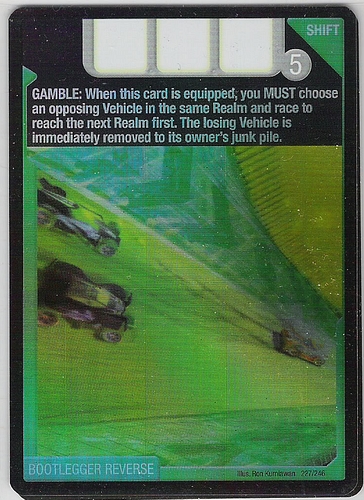 SHIFT
5
GAMBLE: When this card is equipped, you MUST choose
an opposing Vehicle in the same Realm and race to
reach the next Realm first. The losing Vehicle is
immediately removed to its owner's junk pile.
BOOTLEGGER REVERSE
Illus. Ron Kurniawan 227/246